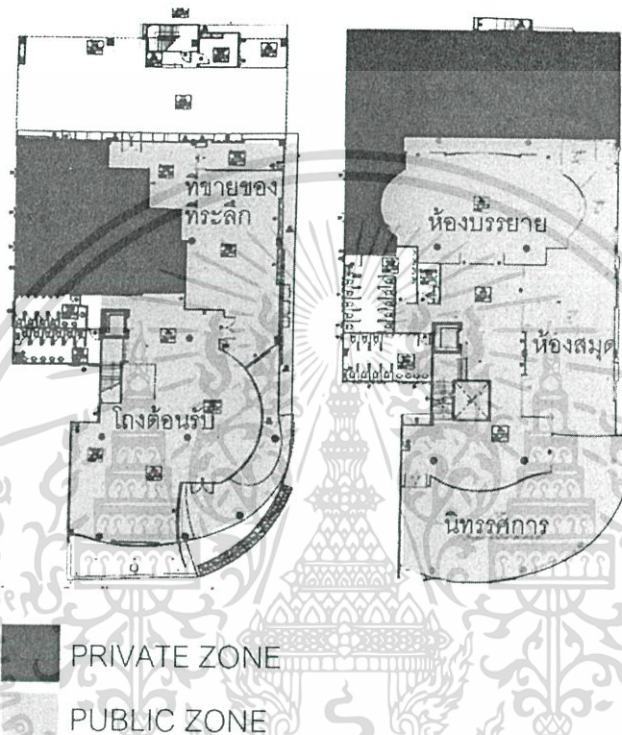 ที่ขายของ
ที่ระลึก
โถงต้อนรับ
ห้องบรรยาย
ห้องสมุด
นิทรรศการ
PRIVATE ZONE
PUBLIC ZONE